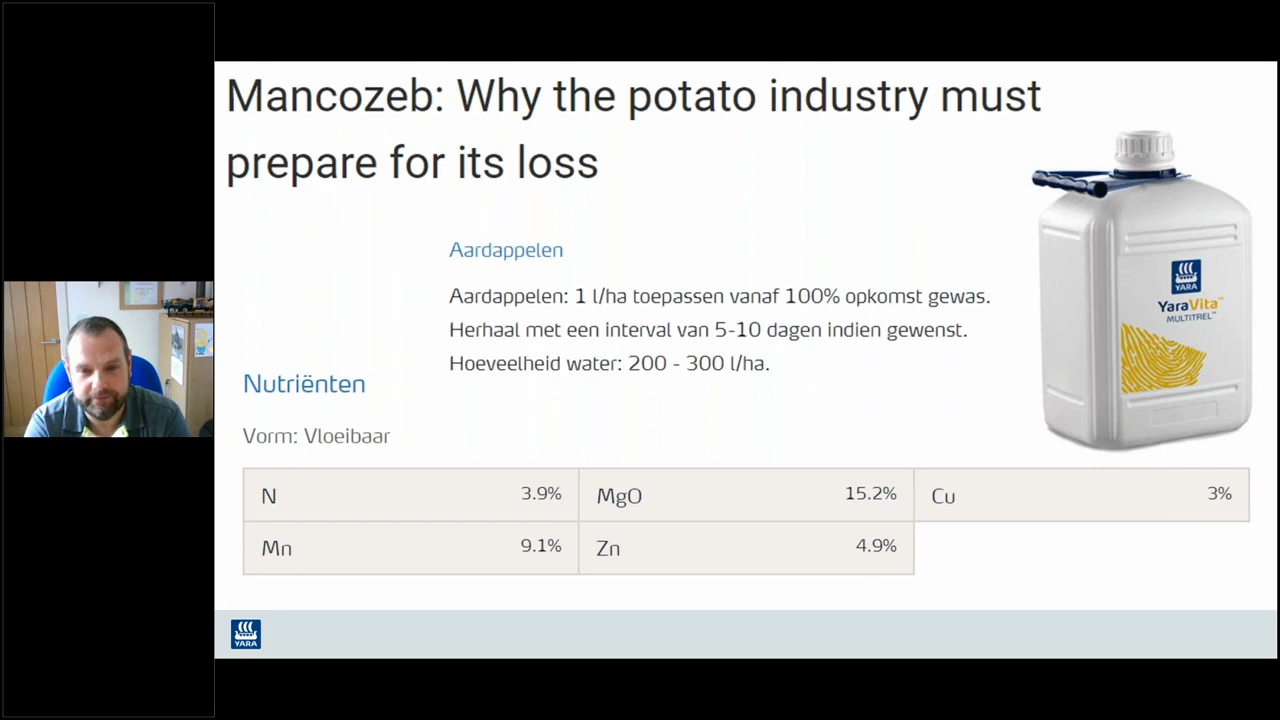 Mancozeb: Why the potato industry must
prepare for its loss
Aardappelen
Aardappelen: 1 l/ha toepassen vanaf 100% opkomst gewas.
Herhaal met een interval van 5-10 dagen indien gewenst.
Hoeveelheid water: 200 - 300 l/ha.
YARA
YaraVita™
MULTITREL™
Nutriënten
Vorm: Vloeibaar
N 3.9% MgO 15.2% Cu 3%
Mn 9.1% Zn 4.9%
YARA